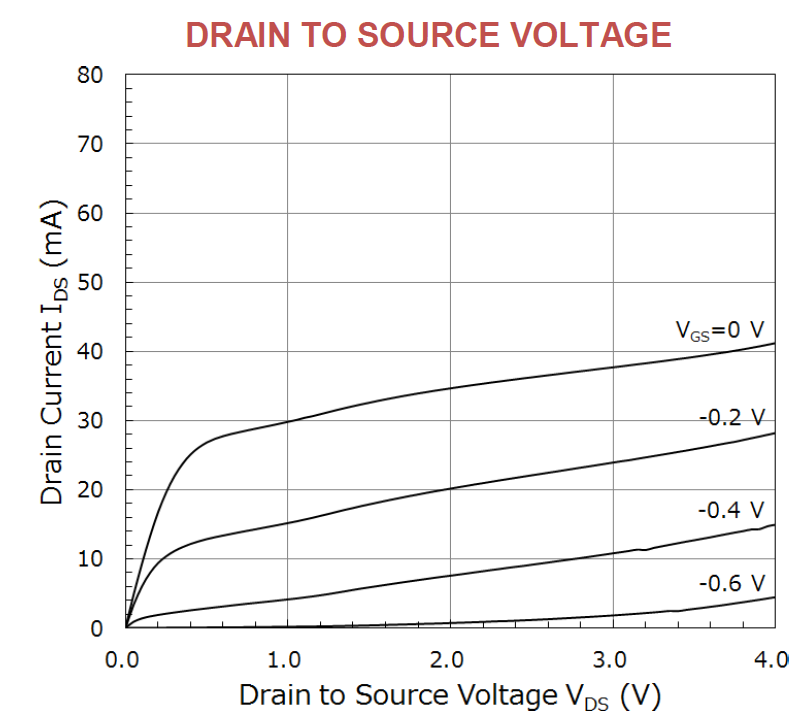 DRAIN TO SOURCE VOLTAGE
80
70
60
50
40
30
20
10
0
Drain Current IDS (mA)
VGS=0 V
-0.2 V
-0.4 V
-0.6 V
0.0 1.0 2.0 3.0 4.0
Drain to Source Voltage VDS (V)